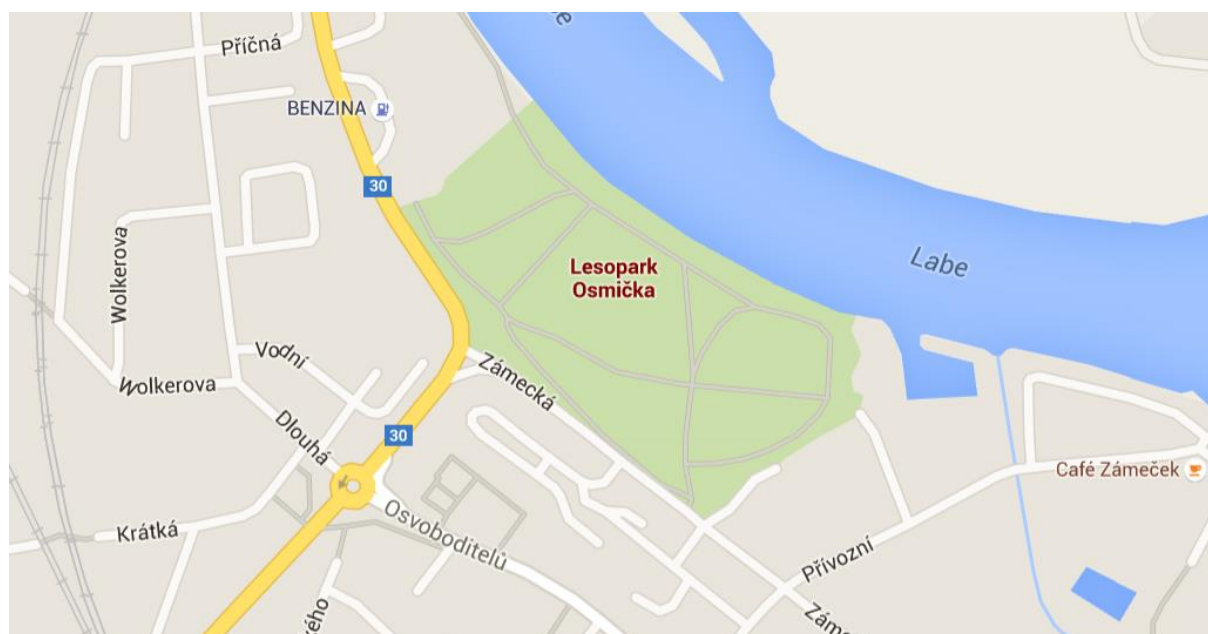 Příčná
BENZINA
30
Wolkerova
Lesopark
Osmička
Labe
Vodní
Zámecká
Wolkerova
Dlouhá
30
Café Zámeček
Krátká
Osvoboditelů
Přívozní